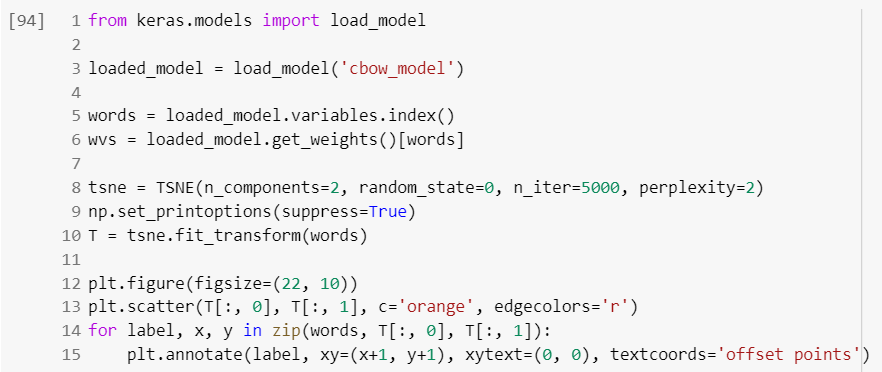 [94] 1 from keras.models import load_model
2
3 loaded_model = load_model('cbow_model')
4
5 words = loaded_model.variables.index()
6 wvs = loaded_model.get_weights()[words]
7
8 tsne = TSNE(n_components=2, random_state=0, n_iter=5000, perplexity=2)
9 np.set_printoptions(suppress=True)
10 T = tsne.fit_transform(words)
11
12 plt.figure(figsize=(22, 10))
13 plt.scatter(T[:, 0], T[:, 1], c='orange', edgecolors='r')
14 for label, x, y in zip(words, T[:, 0], T[:, 1]):
15     plt.annotate(label, xy=(x+1, y+1), xytext=(0, 0), textcoords='offset points')